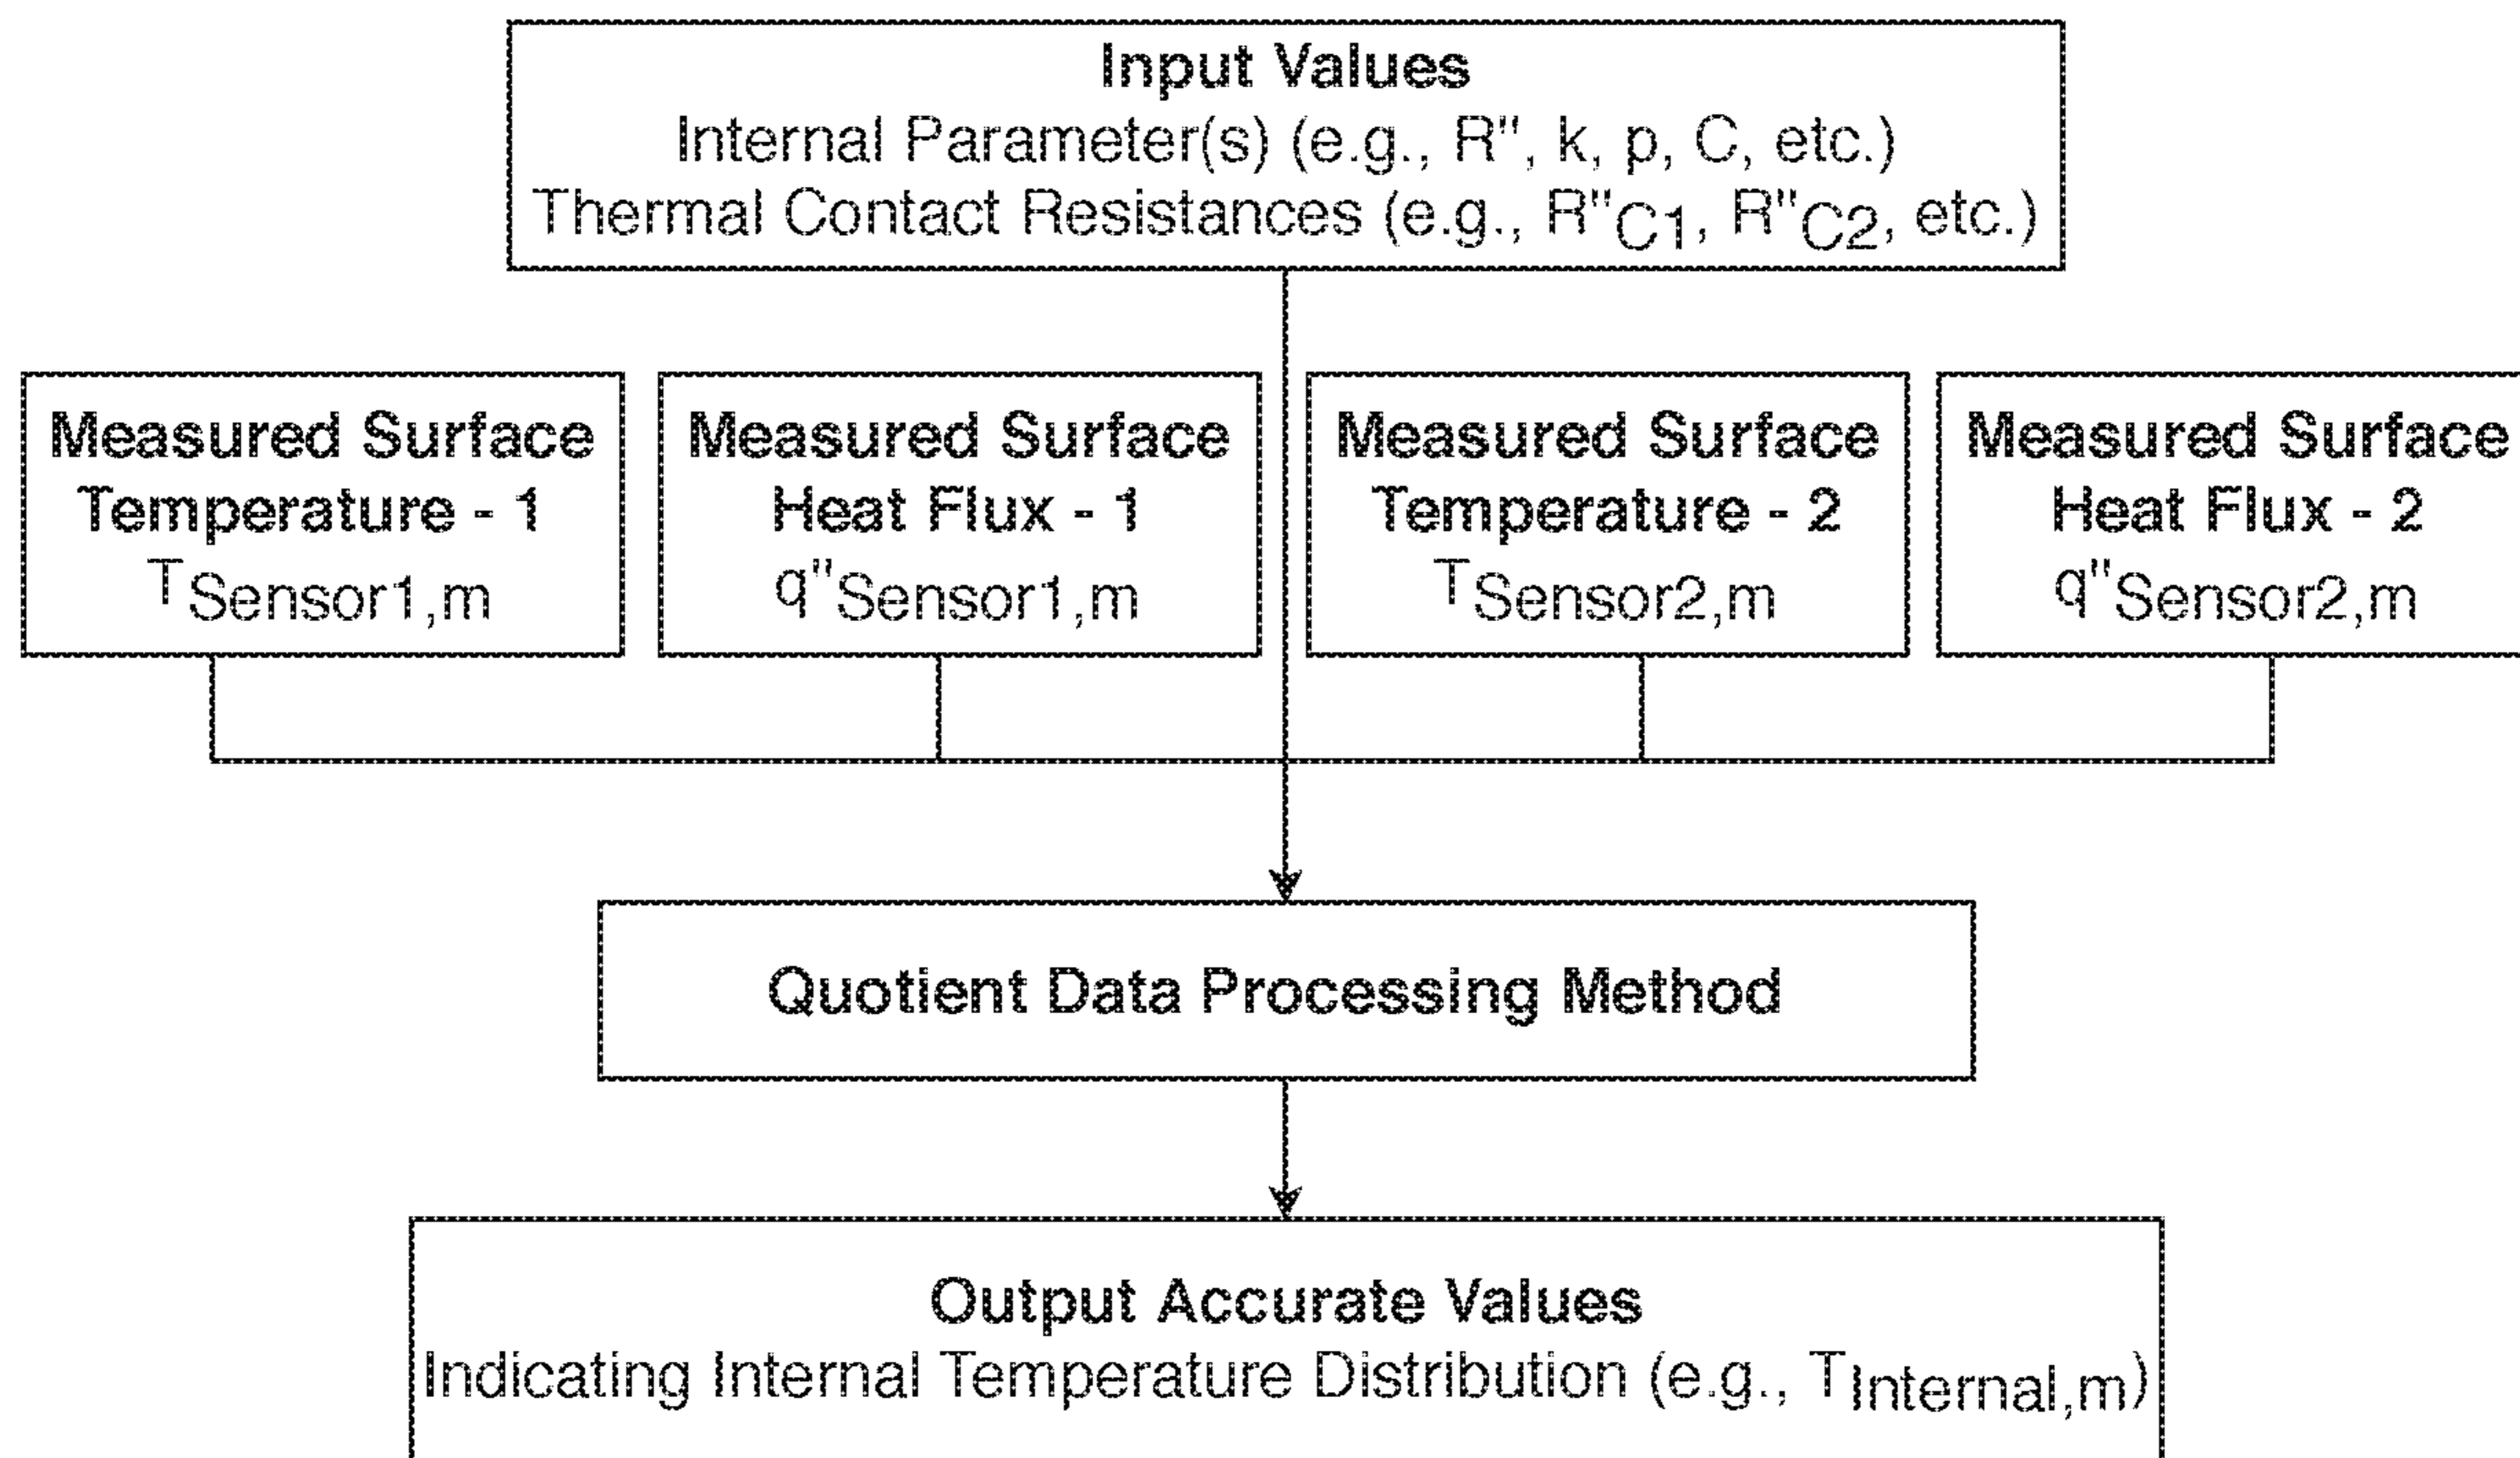 Input Values
Internal Parameter(s) (e.g., R", k, p, C, etc.)
Thermal Contact Resistances (e.g., R"C1, R"C2, etc.)
Measured Surface
Temperature - 1
TSensor1,m
Measured Surface
Heat Flux - 1
q"Sensor1,m
Measured Surface
Temperature - 2
TSensor2,m
Measured Surface
Heat Flux - 2
q"Sensor2,m
Quotient Data Processing Method
Output Accurate Values
Indicating Internal Temperature Distribution (e.g., TInternal,m)